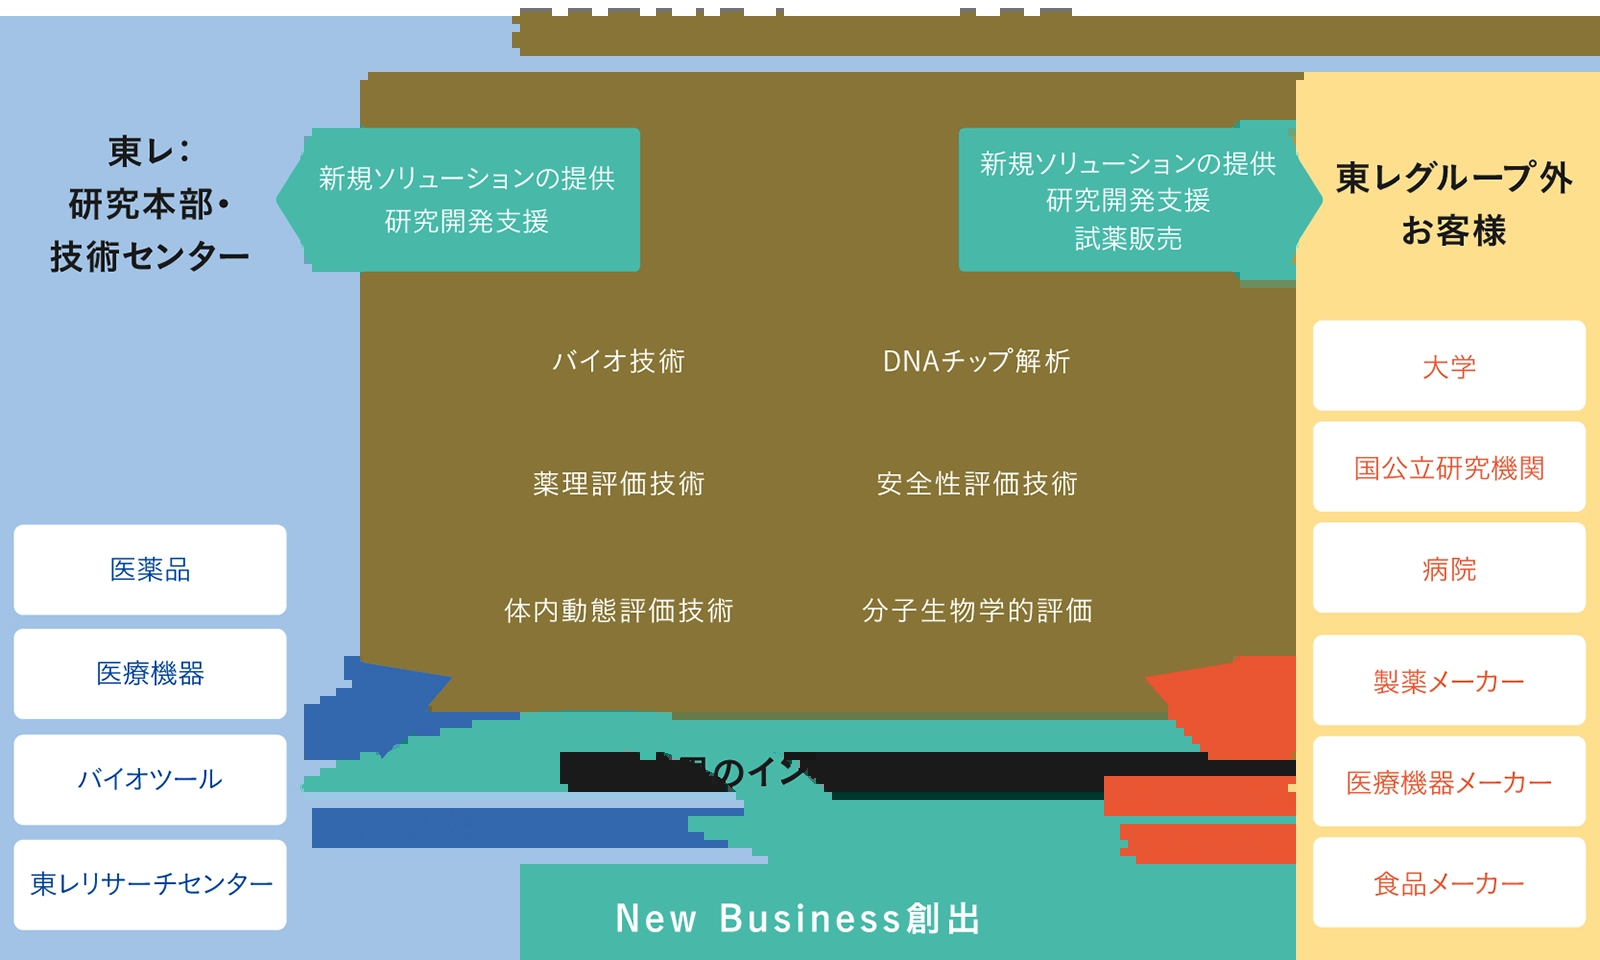 東レ：
研究本部・
技術センター
新規ソリューションの提供
研究開発支援
新規ソリューションの提供
研究開発支援
試薬販売
東レグループ外
お客様
バイオ技術
DNAチップ解析
薬理評価技術
安全性評価技術
体内動態評価技術
分子生物学的評価
医薬品
医療機器
バイオツール
東レリサーチセンター
大学
国公立研究機関
病院
製薬メーカー
医療機器メーカー
食品メーカー
のイン
New Business創出